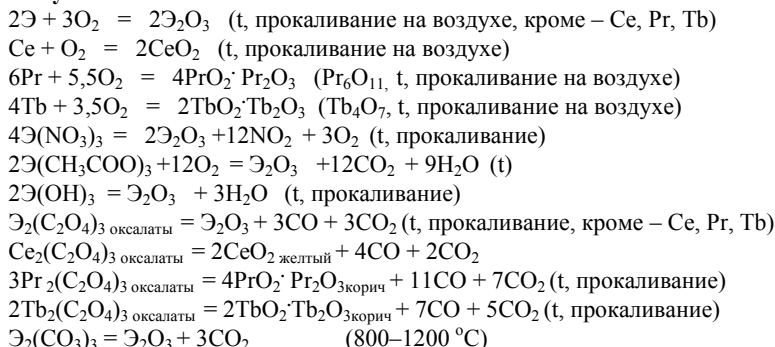 2Э + 3O₂ = 2Э₂O₃ (t, прокаливание на воздухе, кроме – Ce, Pr, Tb)
Ce + O₂ = 2CeO₂ (t, прокаливание на воздухе)
6Pr + 5,5O₂ = 4PrO₂· Pr₂O₃ (Pr₆O₁₁, t, прокаливание на воздухе)
4Tb + 3,5O₂ = 2TbO₂·Tb₂O₃ (Tb₄O₇, t, прокаливание на воздухе)
4Э(NO₃)₃ = 2Э₂O₃ +12NO₂ + 3O₂ (t, прокаливание)
2Э(CH₃COO)₃ +12O₂ = Э₂O₃ +12CO₂ + 9H₂O (t)
2Э(OH)₃ = Э₂O₃ + 3H₂O (t, прокаливание)
Э₂(C₂O₄)₃ оксалаты = Э₂O₃ + 3CO + 3CO₂ (t, прокаливание, кроме – Ce, Pr, Tb)
Ce₂(C₂O₄)₃ оксалаты = 2CeO₂ желтый + 4CO + 2CO₂
3Pr ₂(C₂O₄)₃ оксалаты = 4PrO₂· Pr₂O₃корич + 11CO + 7CO₂ (t, прокаливание)
2Tb₂(C₂O₄)₃ оксалаты = 2TbO₂·Tb₂O₃корич + 7CO + 5CO₂ (t, прокаливание)
Э₂(CO₃)₃ = Э₂O₃ + 3CO₂ (800–1200 °C)